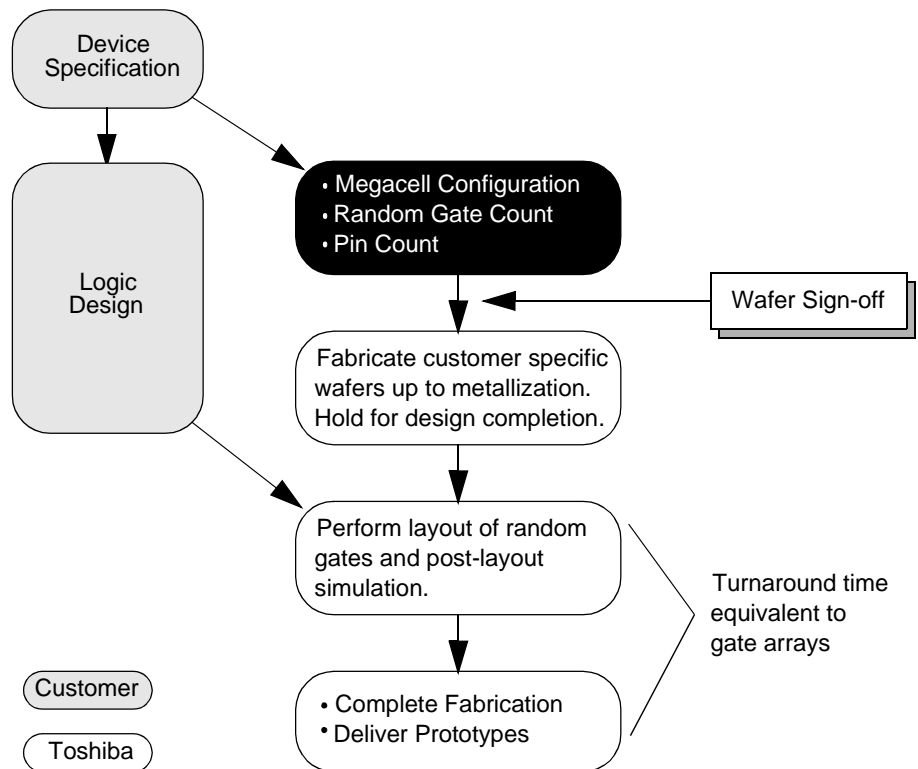 Device
Specification
• Megacell Configuration
• Random Gate Count
• Pin Count
Logic
Design
Wafer Sign-off
Fabricate customer specific
wafers up to metallization.
Hold for design completion.
Perform layout of random
gates and post-layout
simulation.
Turnaround time
equivalent to
gate arrays
• Complete Fabrication
• Deliver Prototypes
Customer
Toshiba